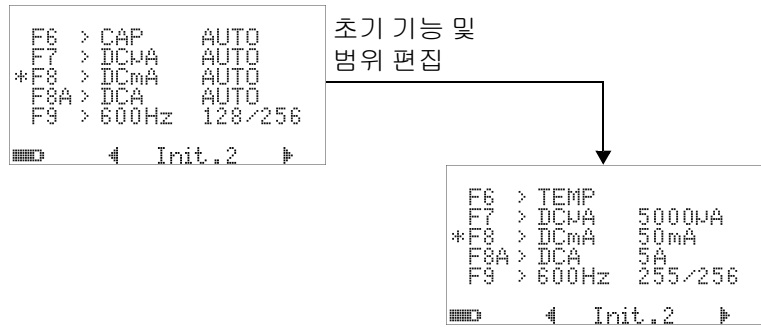 F6 > CAP AUTO
F7 > DCµA AUTO
*F8 > DCmA AUTO
F8A > DCA AUTO
F9 > 600Hz 128/256
Init.2
초기 기능 및
범위 편집
F6 > TEMP
F7 > DCµA 5000µA
*F8 > DCmA 50mA
F8A > DCA 5A
F9 > 600Hz 255/256
Init.2